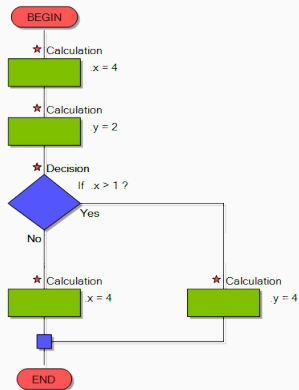 BEGIN
Calculation
.x = 4
Calculation
.y = 2
Decision
If .x > 1 ?
Yes
No
Calculation
.x = 4
Calculation
.y = 4
END